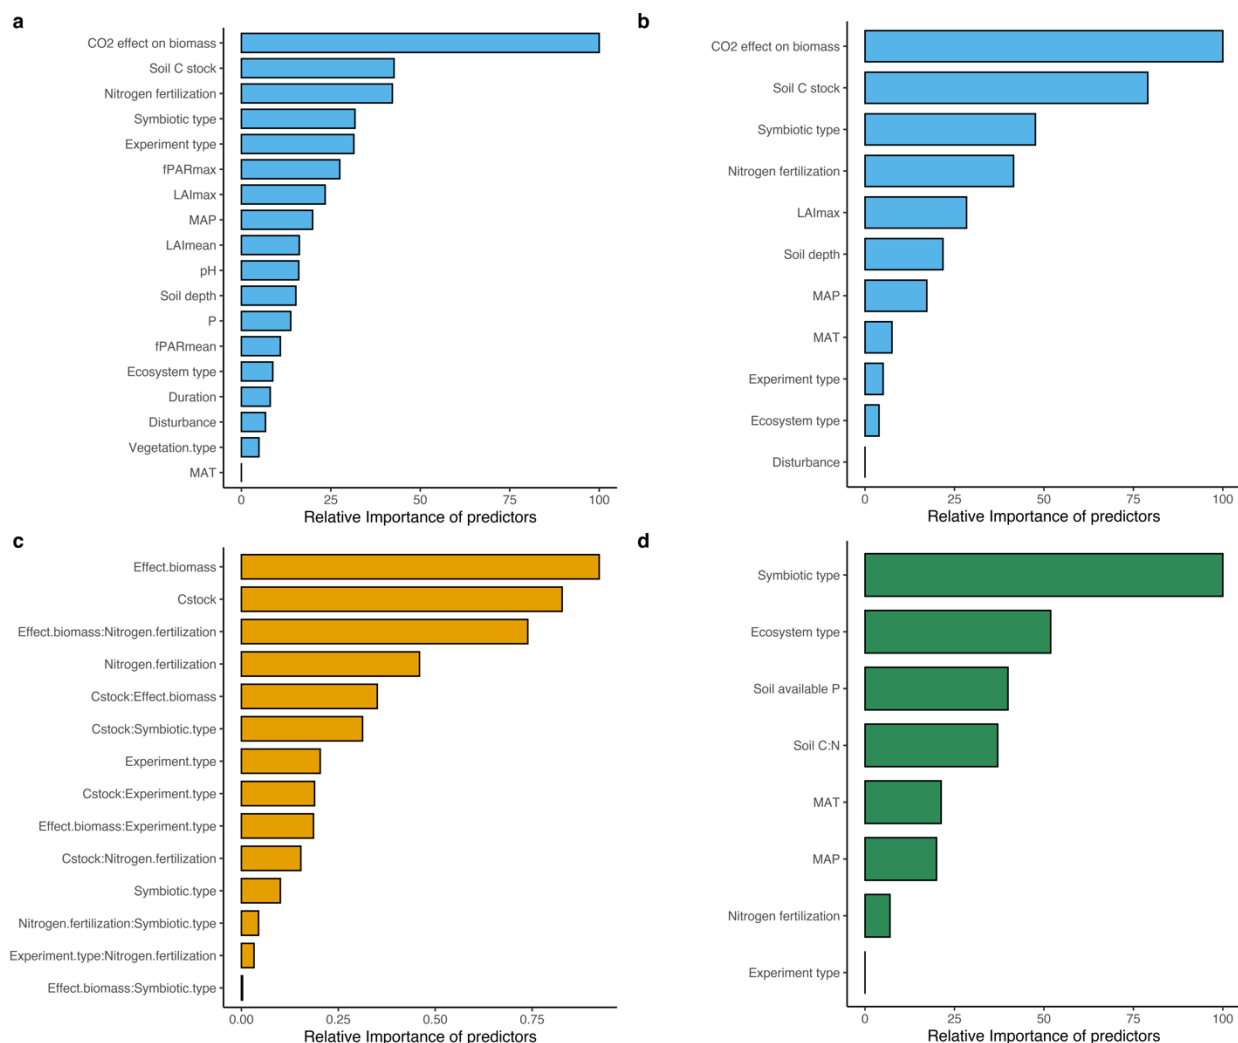 a
CO2 effect on biomass
Soil C stock
Nitrogen fertilization
Symbiotic type
Experiment type
fPARmax
LAImax
MAP
LAImean
pH
Soil depth
P
fPARmean
Ecosystem type
Duration
Disturbance
Vegetation.type
MAT
0 25 50 75 100
Relative Importance of predictors
b
CO2 effect on biomass
Soil C stock
Symbiotic type
Nitrogen fertilization
LAImax
Soil depth
MAP
MAT
Experiment type
Ecosystem type
Disturbance
0 25 50 75 100
Relative Importance of predictors
c
Effect.biomass
Cstock
Effect.biomass:Nitrogen.fertilization
Nitrogen.fertilization
Cstock:Effect.biomass
Cstock:Symbiotic.type
Experiment.type
Cstock:Experiment.type
Effect.biomass:Experiment.type
Cstock:Nitrogen.fertilization
Symbiotic.type
Nitrogen.fertilization:Symbiotic.type
Experiment.type:Nitrogen.fertilization
Effect.biomass:Symbiotic.type
0.00 0.25 0.50 0.75
Relative Importance of predictors
d
Symbiotic type
Ecosystem type
Soil available P
Soil C:N
MAT
MAP
Nitrogen fertilization
Experiment type
0 25 50 75 100
Relative Importance of predictors